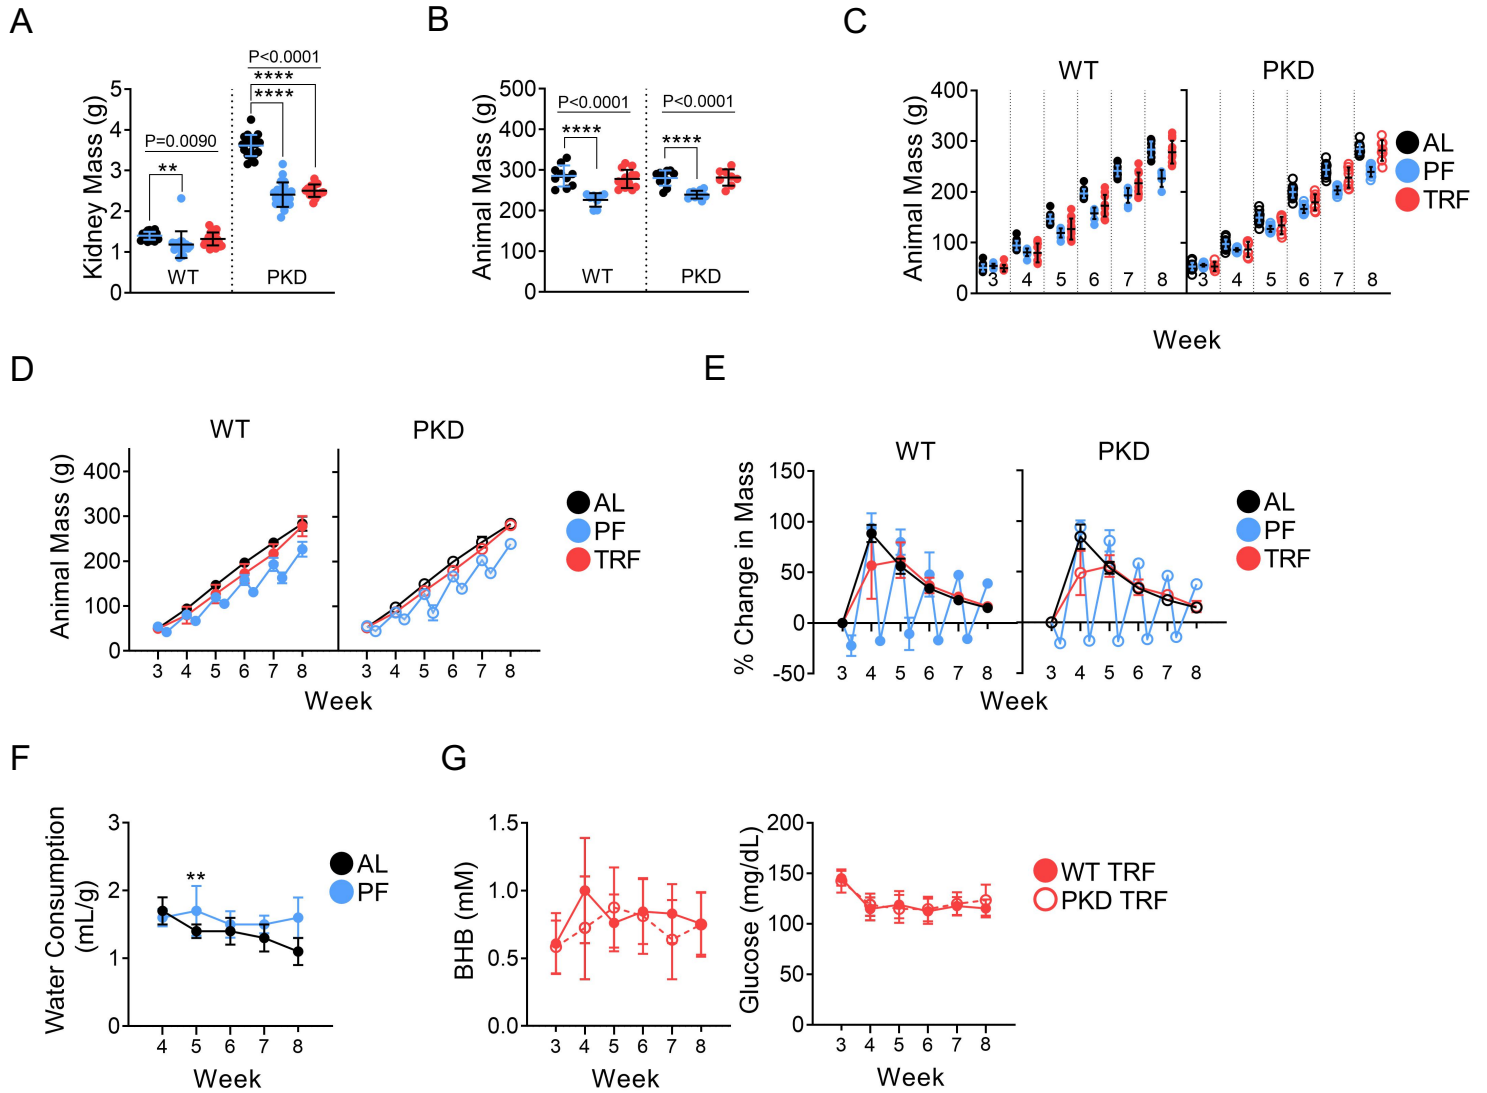 A
B
C
Kidney Mass (g)
5
4
3
2
1
0
P=0.0090
**
P<0.0001
****
****
WT
PKD
Animal Mass (g)
500
400
300
200
100
0
P<0.0001
****
P<0.0001
****
WT
PKD
WT
PKD
Animal Mass (g)
400
300
200
100
0
3 4 5 6 7 8
3 4 5 6 7 8
Week
AL
PF
TRF
D
E
WT
PKD
Animal Mass (g)
400
300
200
100
0
3 4 5 6 7 8
3 4 5 6 7 8
Week
AL
PF
TRF
WT
PKD
% Change in Mass
150
100
50
0
-50
3 4 5 6 7 8
3 4 5 6 7 8
Week
AL
PF
TRF
F
G
Water Consumption
(mL/g)
3
2
1
0
**
4 5 6 7 8
Week
AL
PF
BHB (mM)
1.5
1.0
0.5
0.0
3 4 5 6 7 8
Week
Glucose (mg/dL)
200
150
100
50
0
3 4 5 6 7 8
Week
WT TRF
PKD TRF